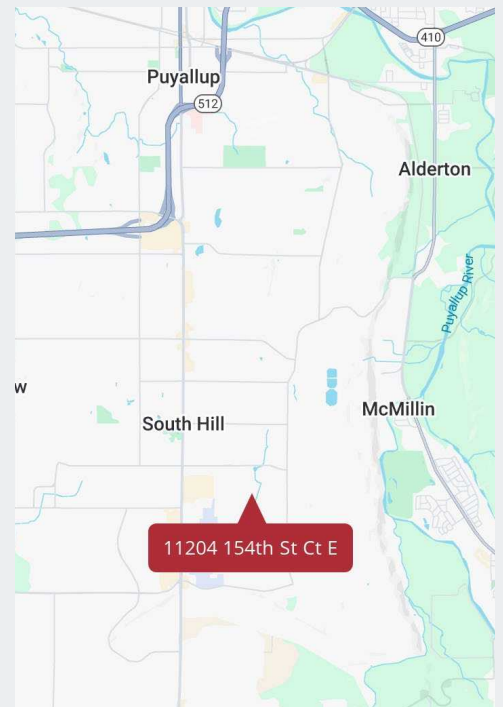 410
Puyallup
512
Alderton
Puyallup River
w
McMillin
South Hill
11204 154th St Ct E